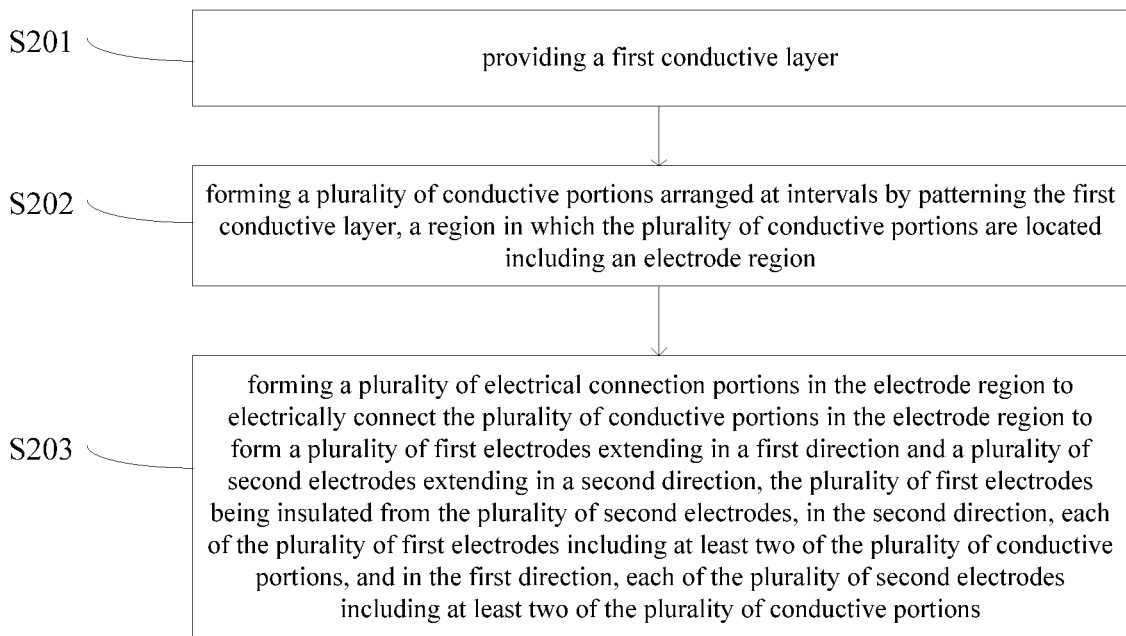 S201
providing a first conductive layer
S202
forming a plurality of conductive portions arranged at intervals by patterning the first
conductive layer, a region in which the plurality of conductive portions are located
including an electrode region
S203
forming a plurality of electrical connection portions in the electrode region to
electrically connect the plurality of conductive portions in the electrode region to
form a plurality of first electrodes extending in a first direction and a plurality of
second electrodes extending in a second direction, the plurality of first electrodes
being insulated from the plurality of second electrodes, in the second direction, each
of the plurality of first electrodes including at least two of the plurality of conductive
portions, and in the first direction, each of the plurality of second electrodes
including at least two of the plurality of conductive portions